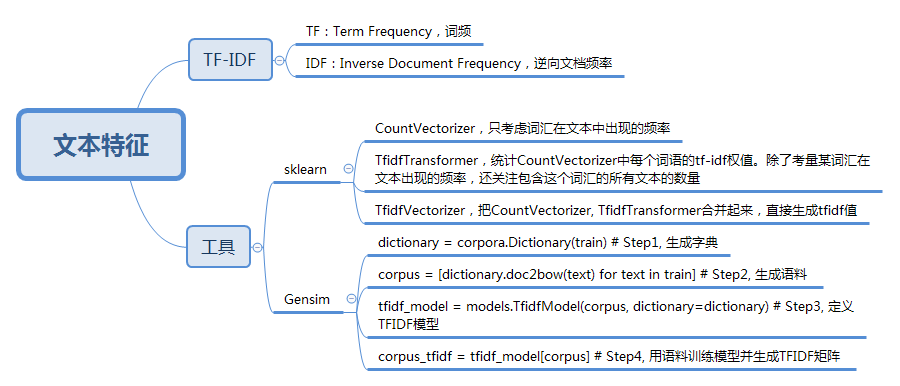 文本特征
TF-IDF
TF：Term Frequency，词频
IDF：Inverse Document Frequency，逆向文档频率
工具
sklearn
CountVectorizer，只考虑词汇在文本中出现的频率
TfidfTransformer，统计CountVectorizer中每个词语的tf-idf权值。除了考量某词汇在
文本出现的频率，还关注包含这个词汇的所有文本的数量
TfidfVectorizer，把CountVectorizer, TfidfTransformer合并起来，直接生成tfidf值
Gensim
dictionary = corpora.Dictionary(train) # Step1, 生成字典
corpus = [dictionary.doc2bow(text) for text in train] # Step2, 生成语料
tfidf_model = models.TfidfModel(corpus, dictionary=dictionary) # Step3, 定义
TFIDF模型
corpus_tfidf = tfidf_model[corpus] # Step4, 用语料训练模型并生成TFIDF矩阵